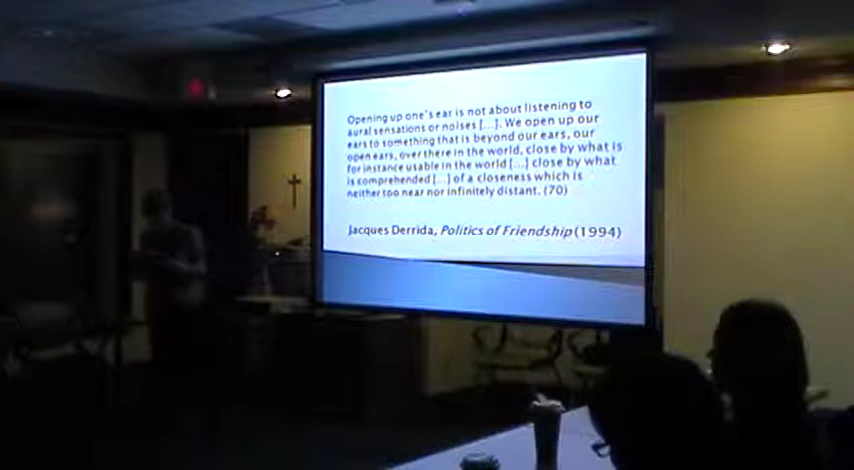 Opening up one's ear is not about listening to
aural sensations or noises [...]. We open up our
ears to something that is beyond our ears, our
open ears, over there in the world, close by what is
for instance usable in the world [...] close by what
is comprehended [...] of a closeness which is
neither too near nor infinitely distant. (70)
Jacques Derrida, Politics of Friendship (1994)